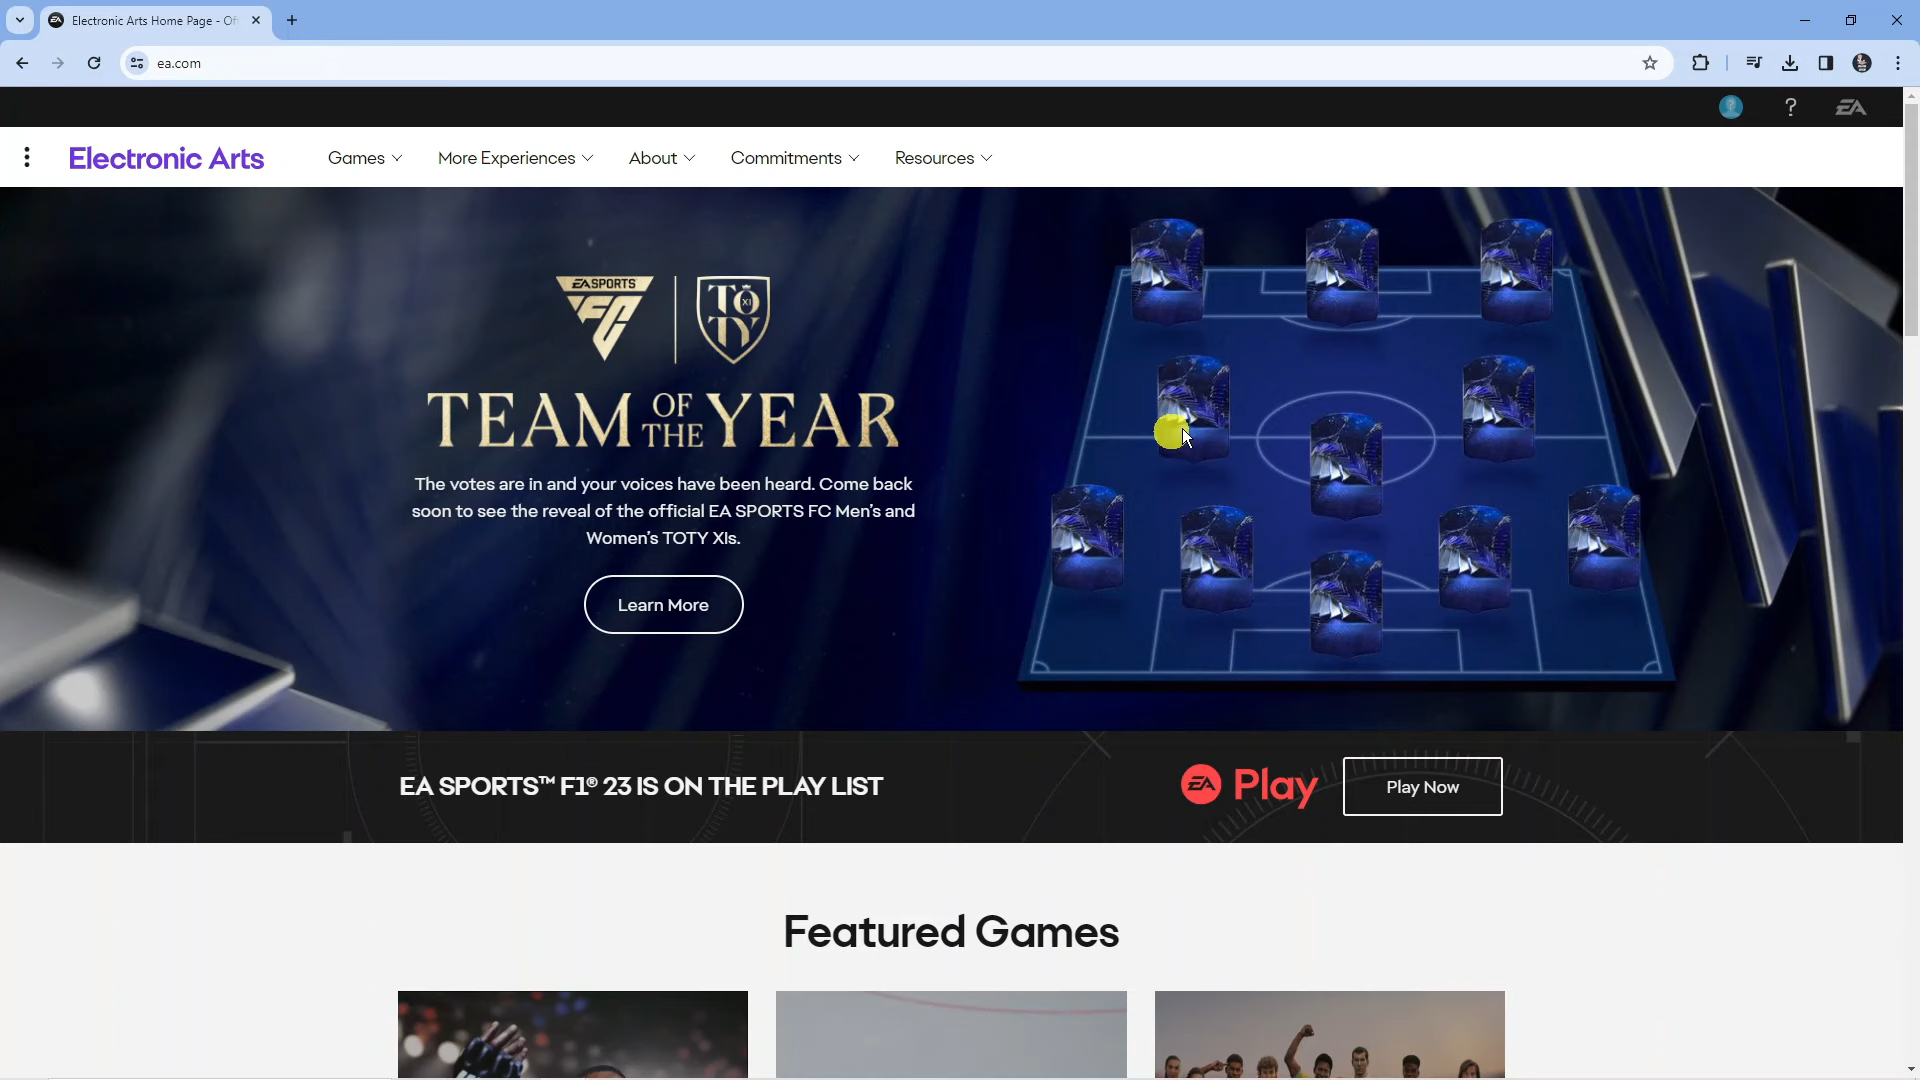 Electronic Arts Home Page - Of
ea.com
?
EA
Electronic Arts
Games
More Experiences
About
Commitments
Resources
EA SPORTS
FC
TOTY
XI
TEAM OF THE YEAR
The votes are in and your voices have been heard. Come back
soon to see the reveal of the official EA SPORTS FC Men's and
Women's TOTY XIs.
Learn More
EA SPORTS™ F1® 23 IS ON THE PLAY LIST
EA Play
Play Now
Featured Games